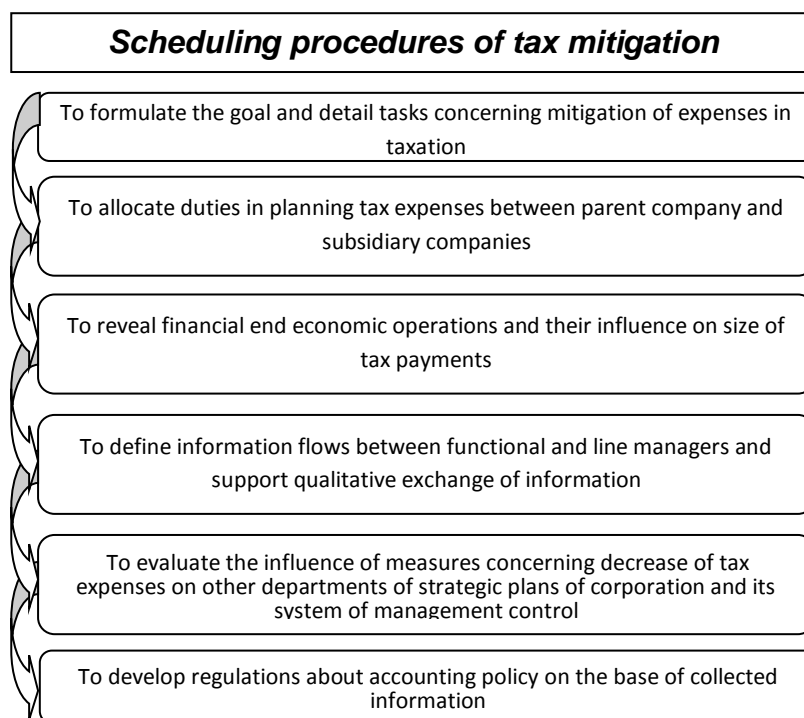 Scheduling procedures of tax mitigation
To formulate the goal and detail tasks concerning mitigation of expenses in
taxation
To allocate duties in planning tax expenses between parent company and
subsidiary companies
To reveal financial end economic operations and their influence on size of
tax payments
To define information flows between functional and line managers and
support qualitative exchange of information
To evaluate the influence of measures concerning decrease of tax
expenses on other departments of strategic plans of corporation and its
system of management control
To develop regulations about accounting policy on the base of collected
information